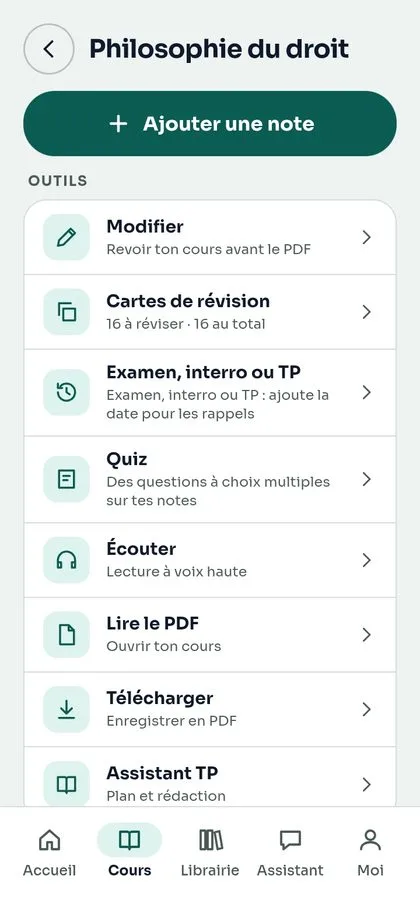 Philosophie du droit
Ajouter une note
OUTILS
Modifier
Revoir ton cours avant le PDF
Cartes de révision
16 à réviser · 16 au total
Examen, interro ou TP
Examen, interro ou TP : ajoute la
date pour les rappels
Quiz
Des questions à choix multiples
sur tes notes
Écouter
Lecture à voix haute
Lire le PDF
Ouvrir ton cours
Télécharger
Enregistrer en PDF
Assistant TP
Plan et rédaction
Accueil Cours Librairie Assistant Moi